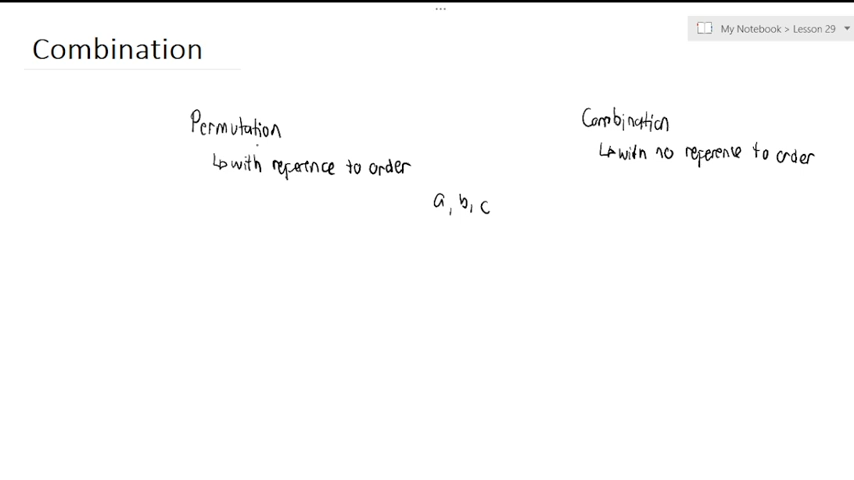 ...
My Notebook > Lesson 29
Combination
Permutation
↳ with reference to order
Combination
↳ with no reference to order
a, b, c